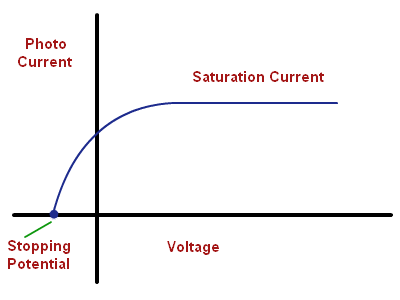 Photo
Current
Saturation Current
Stopping
Potential
Voltage